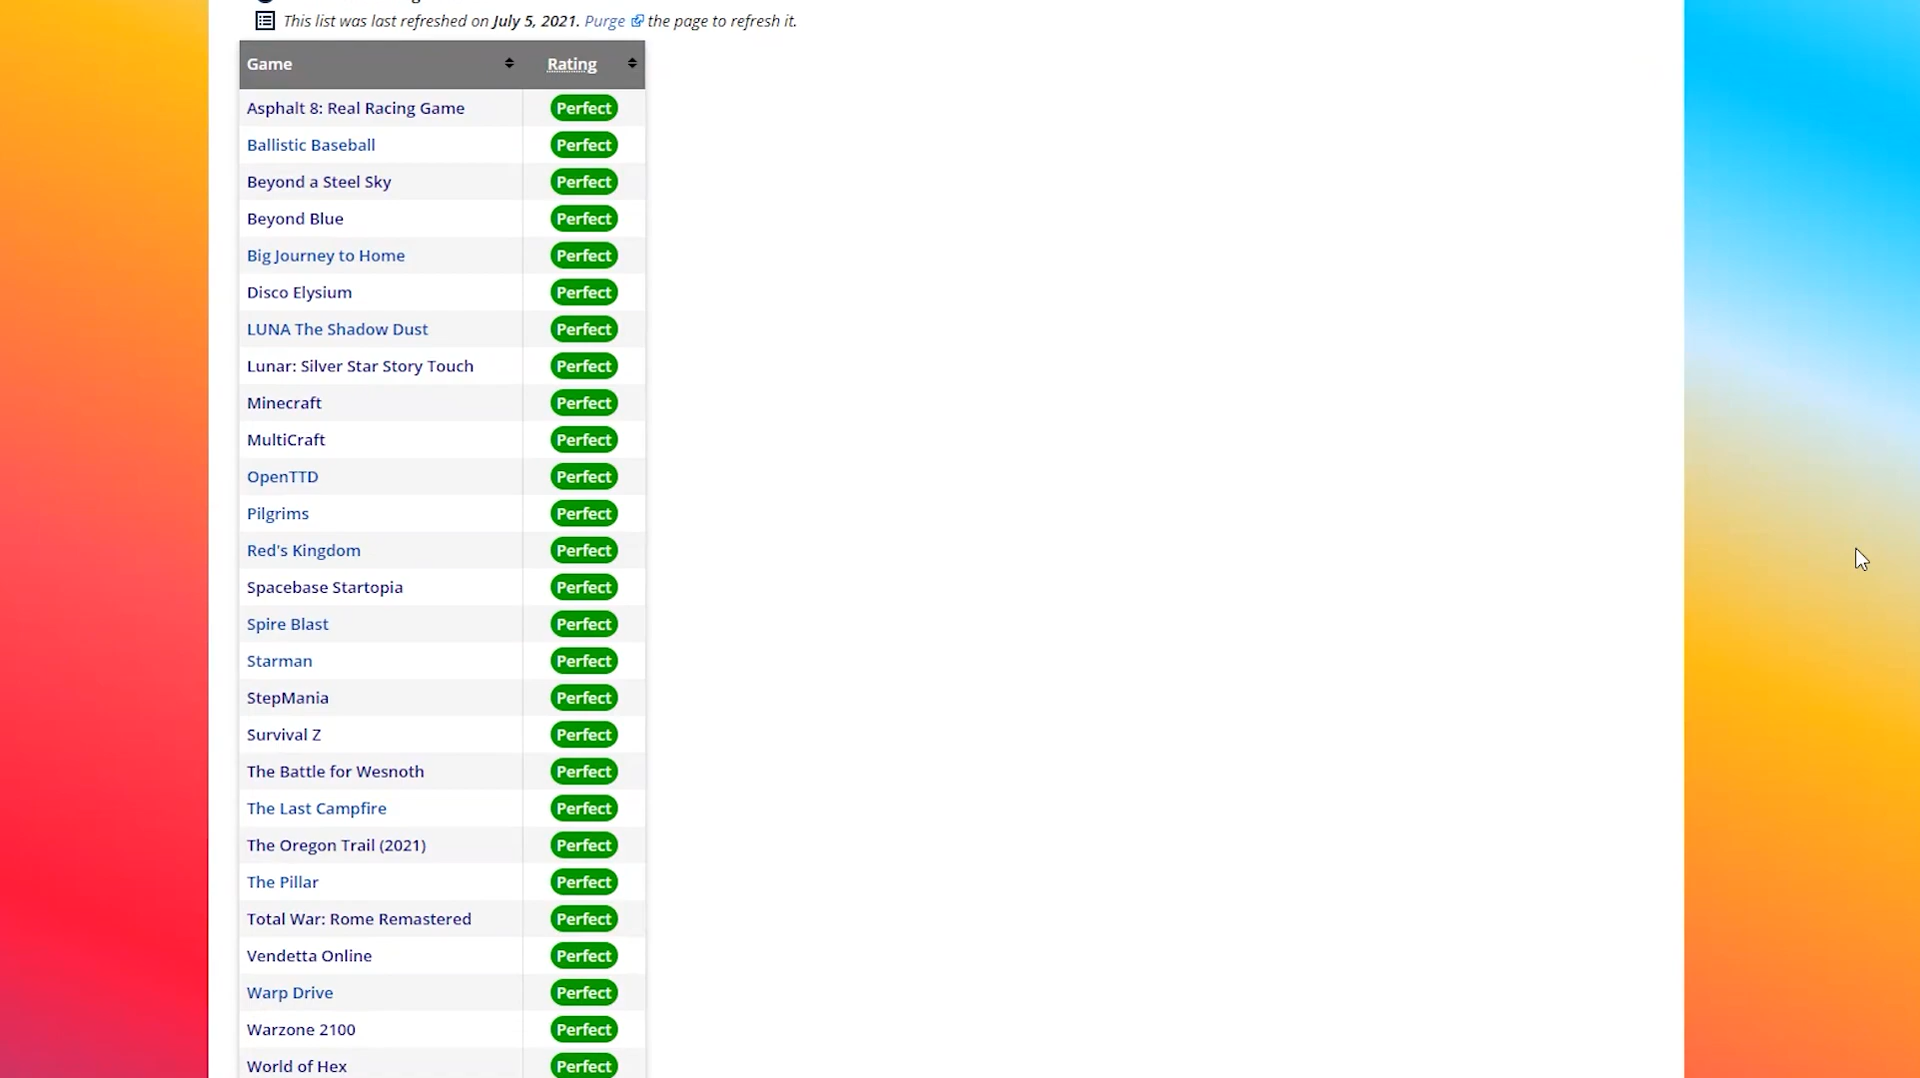 This list was last refreshed on July 5, 2021. Purge the page to refresh it.
Game Rating
Asphalt 8: Real Racing Game Perfect
Ballistic Baseball Perfect
Beyond a Steel Sky Perfect
Beyond Blue Perfect
Big Journey to Home Perfect
Disco Elysium Perfect
LUNA The Shadow Dust Perfect
Lunar: Silver Star Story Touch Perfect
Minecraft Perfect
MultiCraft Perfect
OpenTTD Perfect
Pilgrims Perfect
Red's Kingdom Perfect
Spacebase Startopia Perfect
Spire Blast Perfect
Starman Perfect
StepMania Perfect
Survival Z Perfect
The Battle for Wesnoth Perfect
The Last Campfire Perfect
The Oregon Trail (2021) Perfect
The Pillar Perfect
Total War: Rome Remastered Perfect
Vendetta Online Perfect
Warp Drive Perfect
Warzone 2100 Perfect
World of Hex Perfect